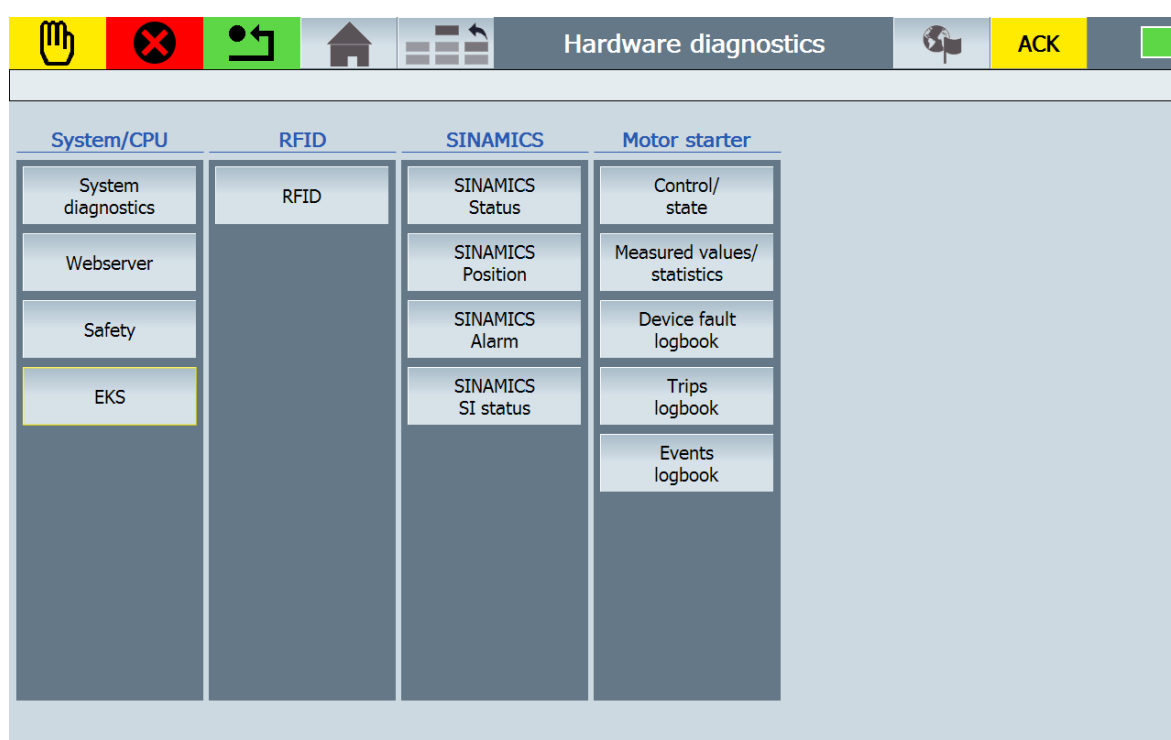 Hardware diagnostics
ACK
System/CPU
RFID
SINAMICS
Motor starter
System
diagnostics
Webserver
Safety
EKS
RFID
SINAMICS
Status
SINAMICS
Position
SINAMICS
Alarm
SINAMICS
SI status
Control/
state
Measured values/
statistics
Device fault
logbook
Trips
logbook
Events
logbook